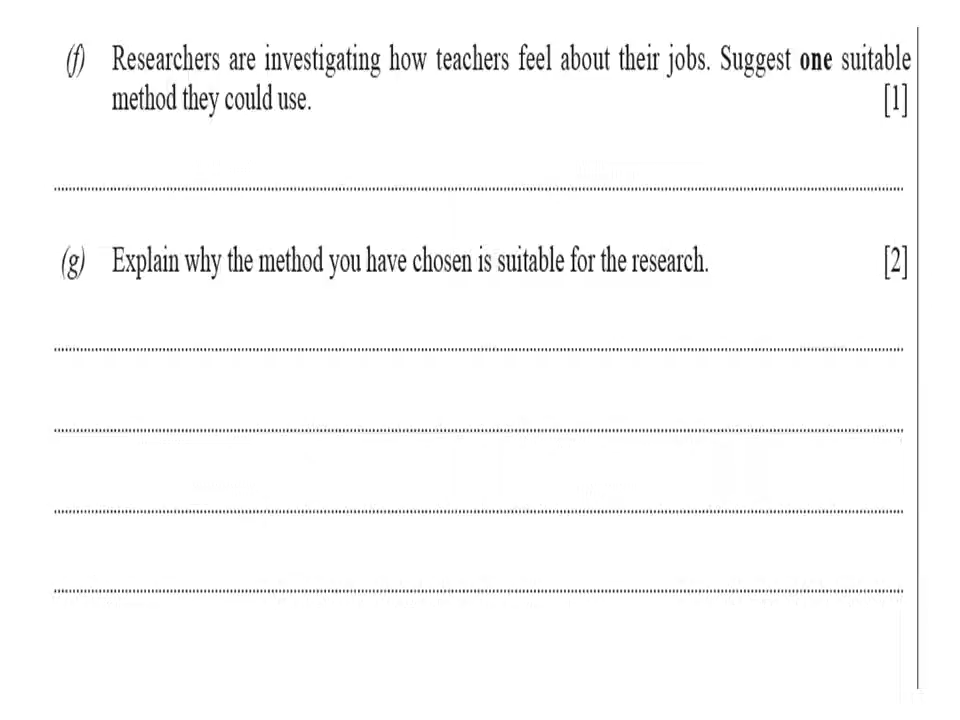 (f) Researchers are investigating how teachers feel about their jobs. Suggest one suitable
method they could use. [1]
(g) Explain why the method you have chosen is suitable for the research. [2]